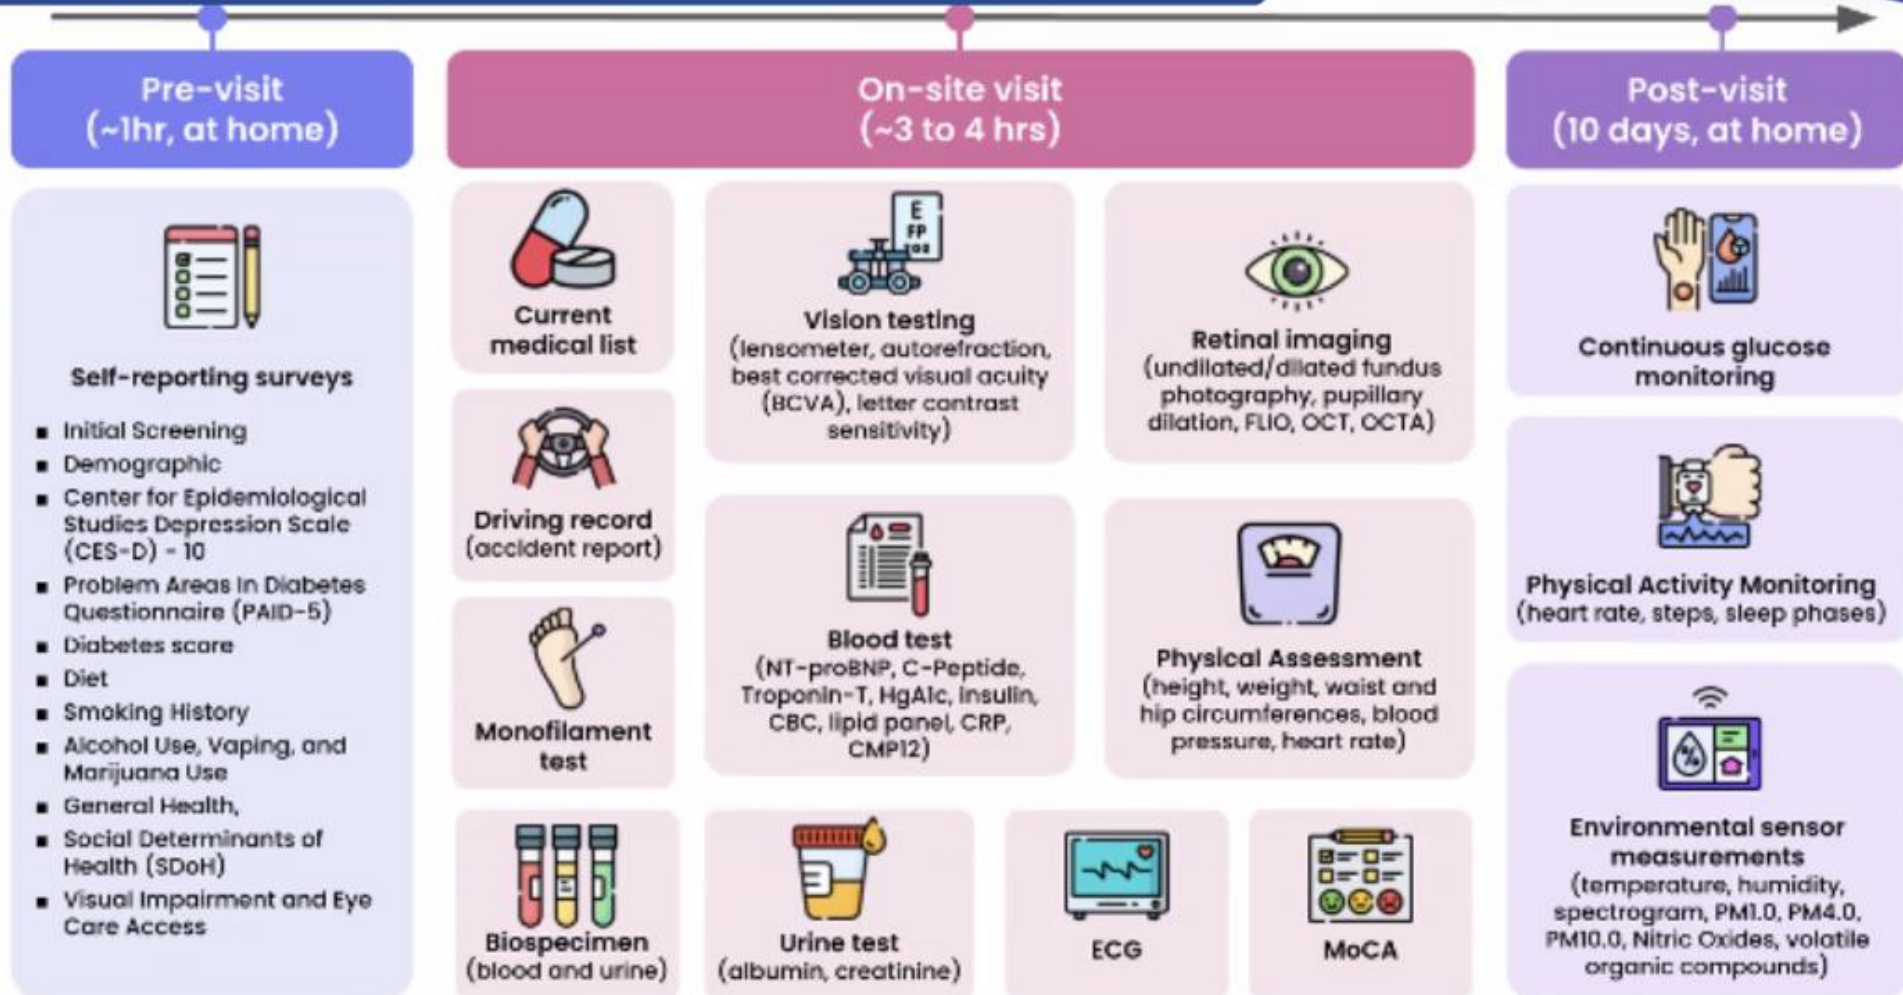 Pre-visit
(~1hr, at home)
Self-reporting surveys
▪ Initial Screening
▪ Demographic
▪ Center for Epidemiological
Studies Depression Scale
(CES-D) - 10
▪ Problem Areas In Diabetes
Questionnaire (PAID-5)
▪ Diabetes score
▪ Diet
▪ Smoking History
▪ Alcohol Use, Vaping, and
Marijuana Use
▪ General Health,
▪ Social Determinants of
Health (SDoH)
▪ Visual Impairment and Eye
Care Access
On-site visit
(~3 to 4 hrs)
Current
medical list
E
FP
Vision testing
(lensometer, autorefraction,
best corrected visual acuity
(BCVA), letter contrast
sensitivity)
Retinal imaging
(undilated/dilated fundus
photography, pupillary
dilation, FLIO, OCT, OCTA)
Driving record
(accident report)
Monofilament
test
Blood test
(NT-proBNP, C-Peptide,
Troponin-T, HgA1c, insulin,
CBC, lipid panel, CRP,
CMP12)
Physical Assessment
(height, weight, waist and
hip circumferences, blood
pressure, heart rate)
Biospecimen
(blood and urine)
Urine test
(albumin, creatinine)
ECG
MoCA
Post-visit
(10 days, at home)
Continuous glucose
monitoring
Physical Activity Monitoring
(heart rate, steps, sleep phases)
%
Environmental sensor
measurements
(temperature, humidity,
spectrogram, PM1.0, PM4.0,
PM10.0, Nitric Oxides, volatile
organic compounds)